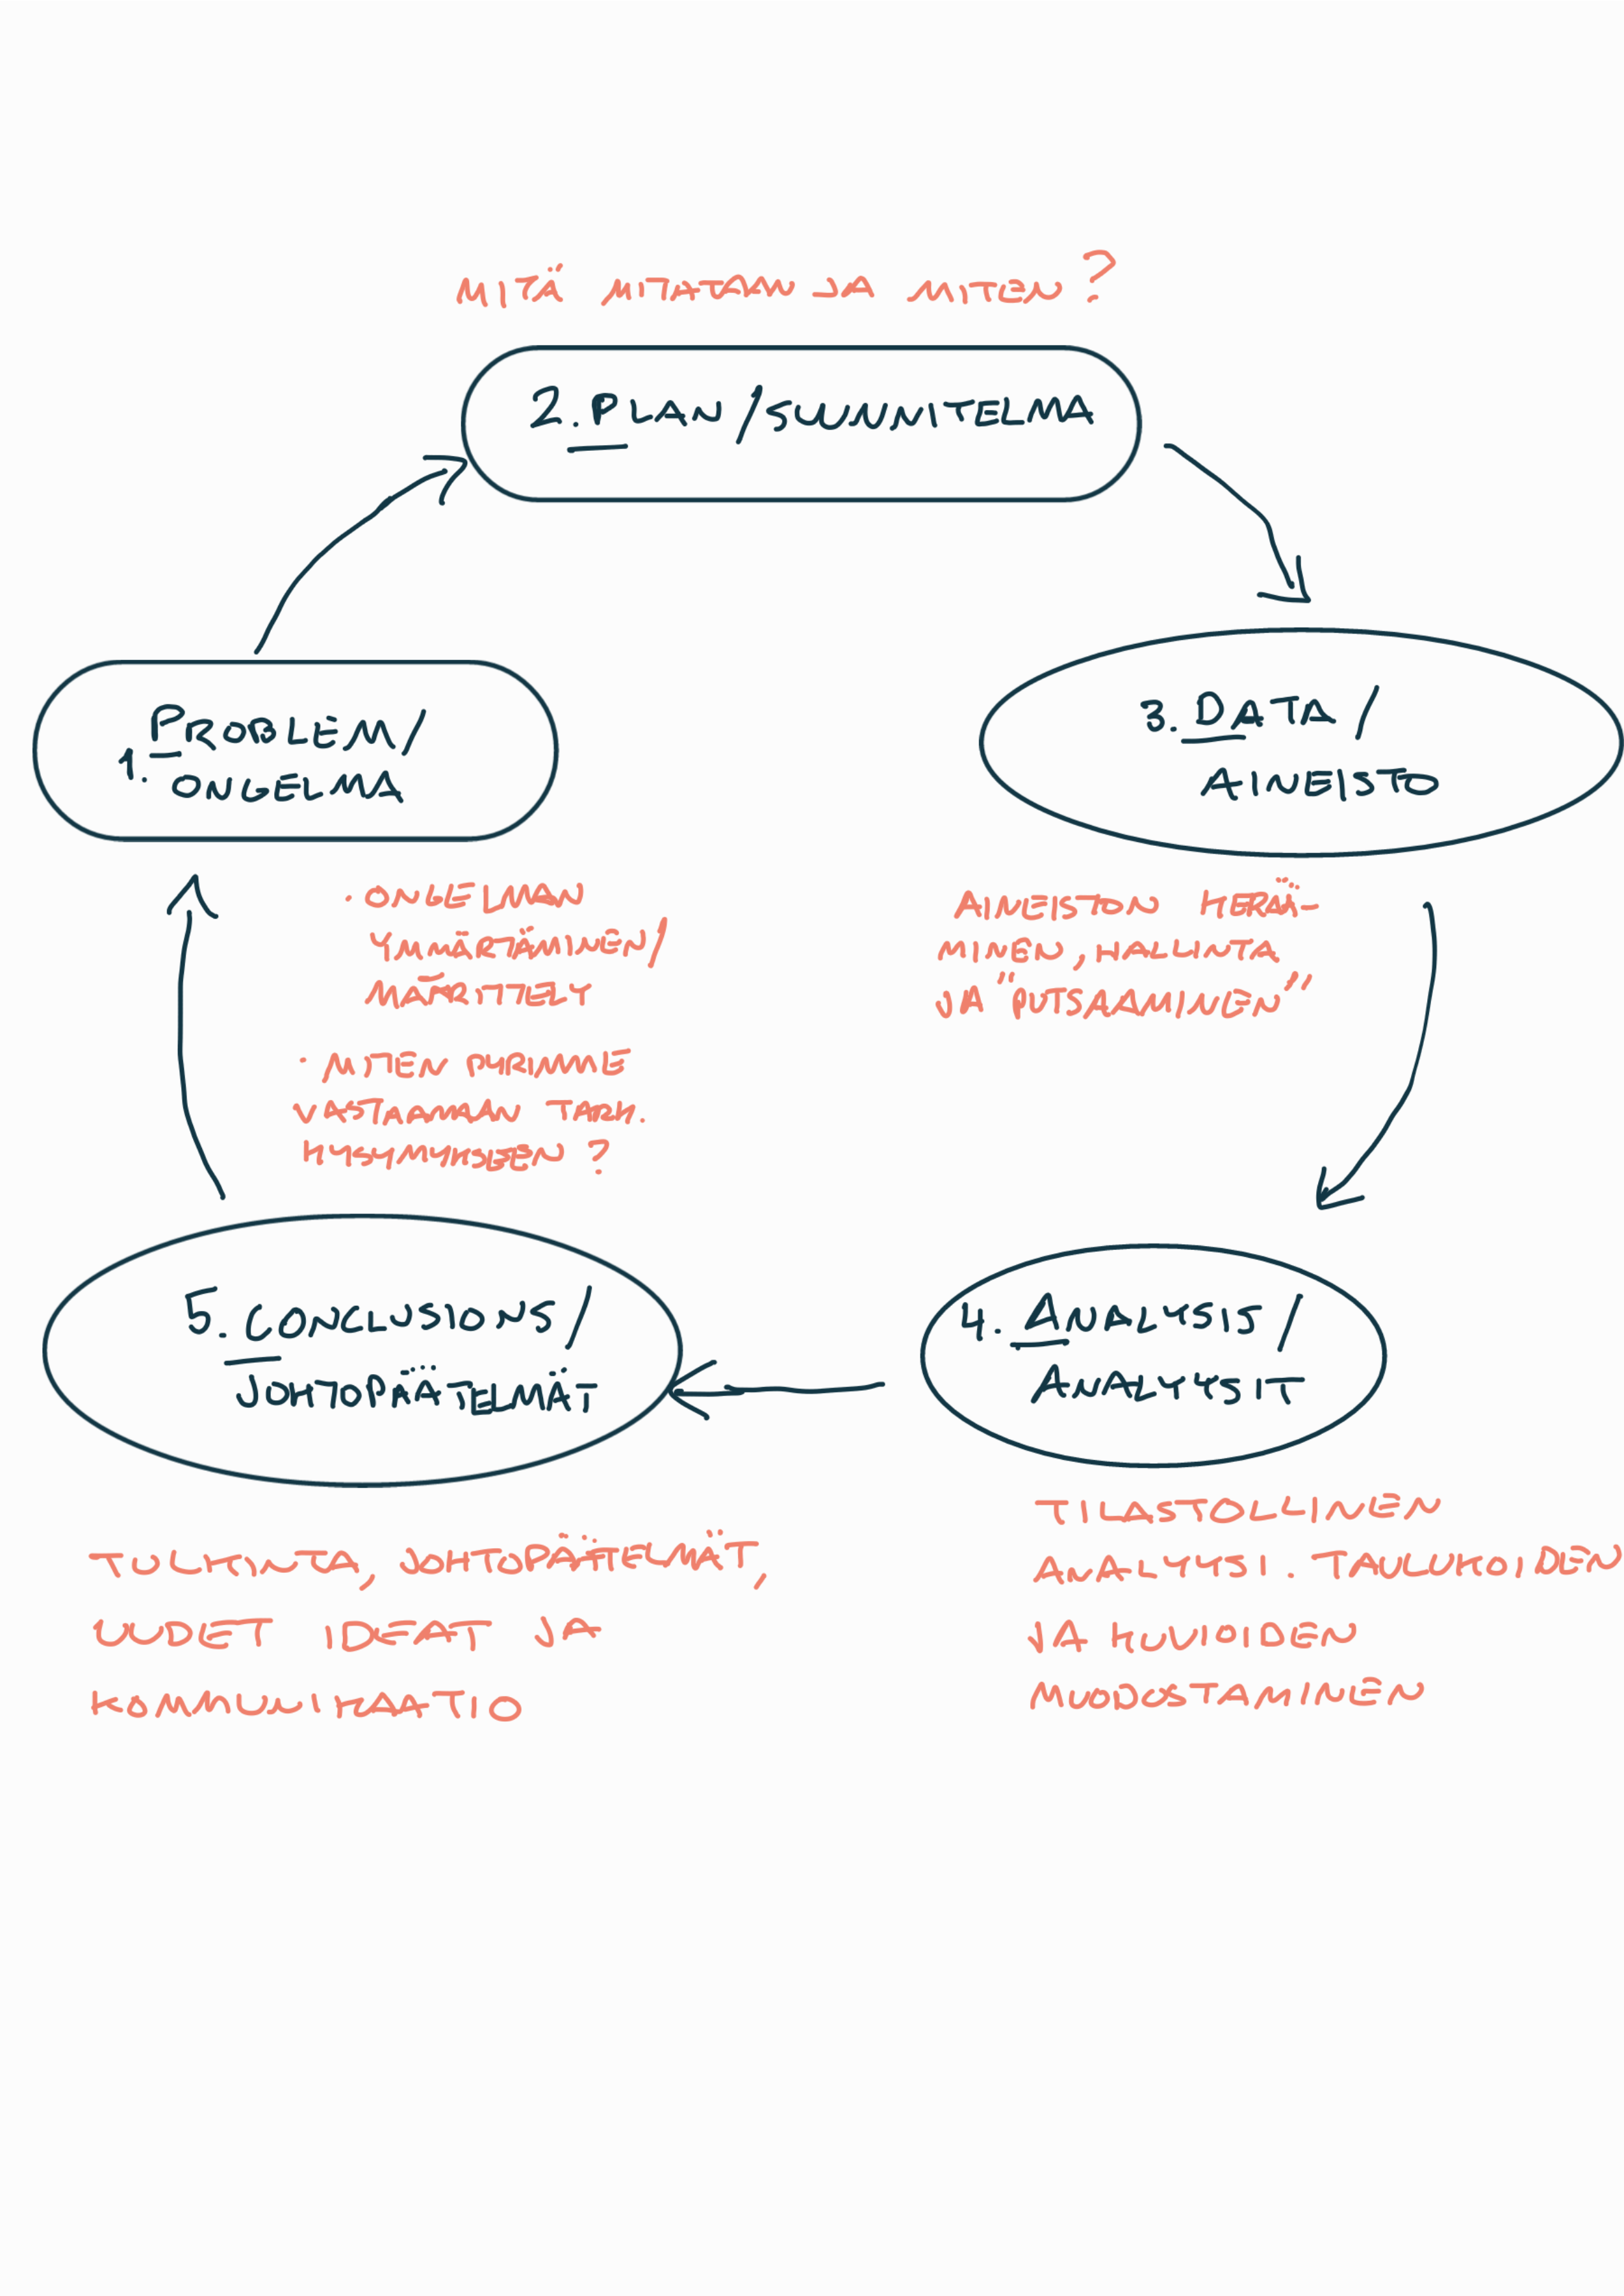 MITÄ MITATAAN JA MITEN?
2. PLAN/SUUNNITELMA
1. PROBLEM/
ONGELMA
3. DATA/
AINEISTO
· ONGELMAN
YMMÄRTÄMINEN/
MÄÄRITTELY
· MITEN PYRIMME
VASTAAMAAN TARK.
KYSYMYKSEEN?
AINEISTON KERÄÄ-
MINEN, HALLINTA
JA "PUTSAAMINEN"
5. CONCLUSIONS/
JOHTOPÄÄTELMÄT
4. ANALYSIS/
ANALYYSIT
TULKINTA, JOHTOPÄÄTELMÄT,
UUDET IDEAT JA
KOMMUNIKAATIO
TILASTOLLINEN
ANALYYSI. TAULUKOIDEN
JA KUVIOIDEN
MUODOSTAMINEN